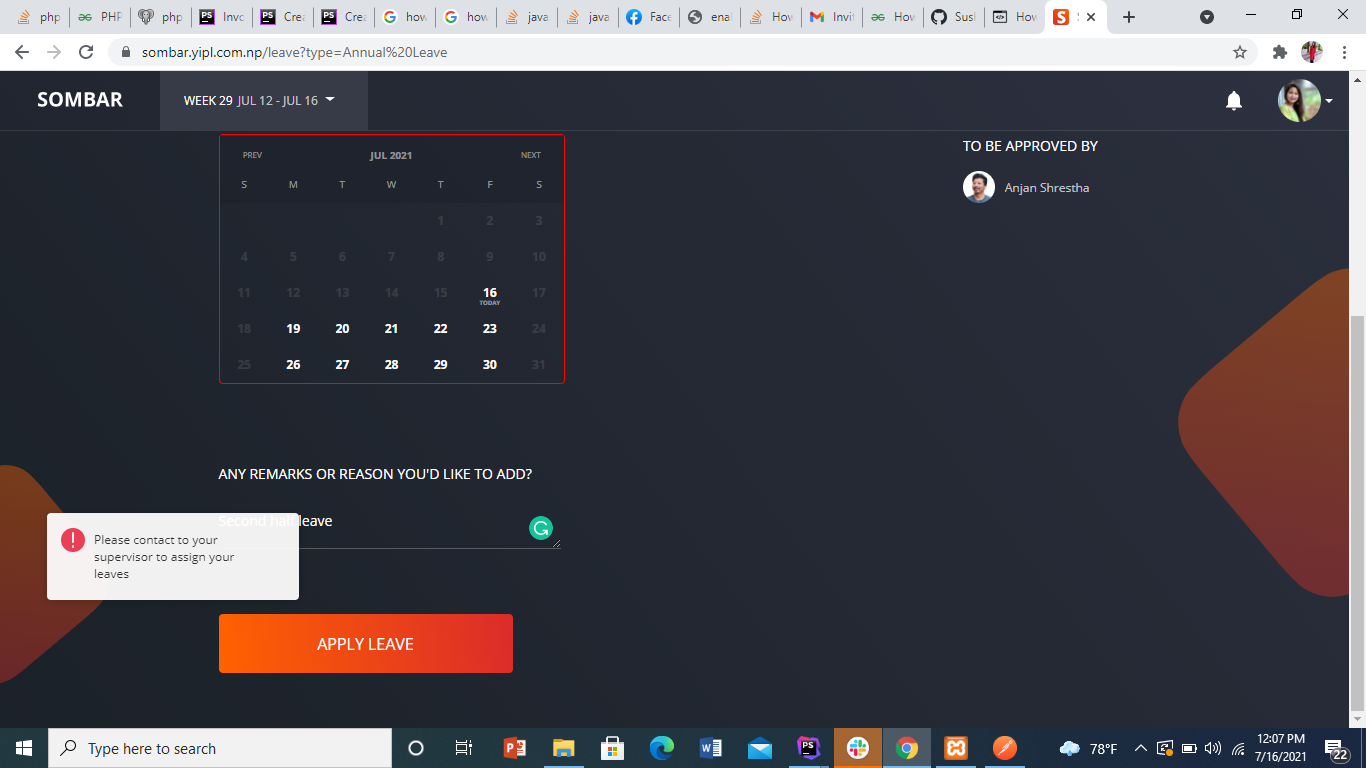 php
PHP
php
Invo
Crea
Crea
how
how
java
java
Face
enal
How
Invit
How
Susl
How
S
sombar.yipl.com.np/leave?type=Annual%20Leave
SOMBAR
WEEK 29 JUL 12 - JUL 16
PREV JUL 2021 NEXT
S M T W T F S
1 2 3
4 5 6 7 8 9 10
11 12 13 14 15 16 17
TODAY
18 19 20 21 22 23 24
25 26 27 28 29 30 31
TO BE APPROVED BY
Anjan Shrestha
ANY REMARKS OR REASON YOU'D LIKE TO ADD?
Second half leave
Please contact to your
supervisor to assign your
leaves
APPLY LEAVE
Type here to search
78°F
12:07 PM
7/16/2021
22